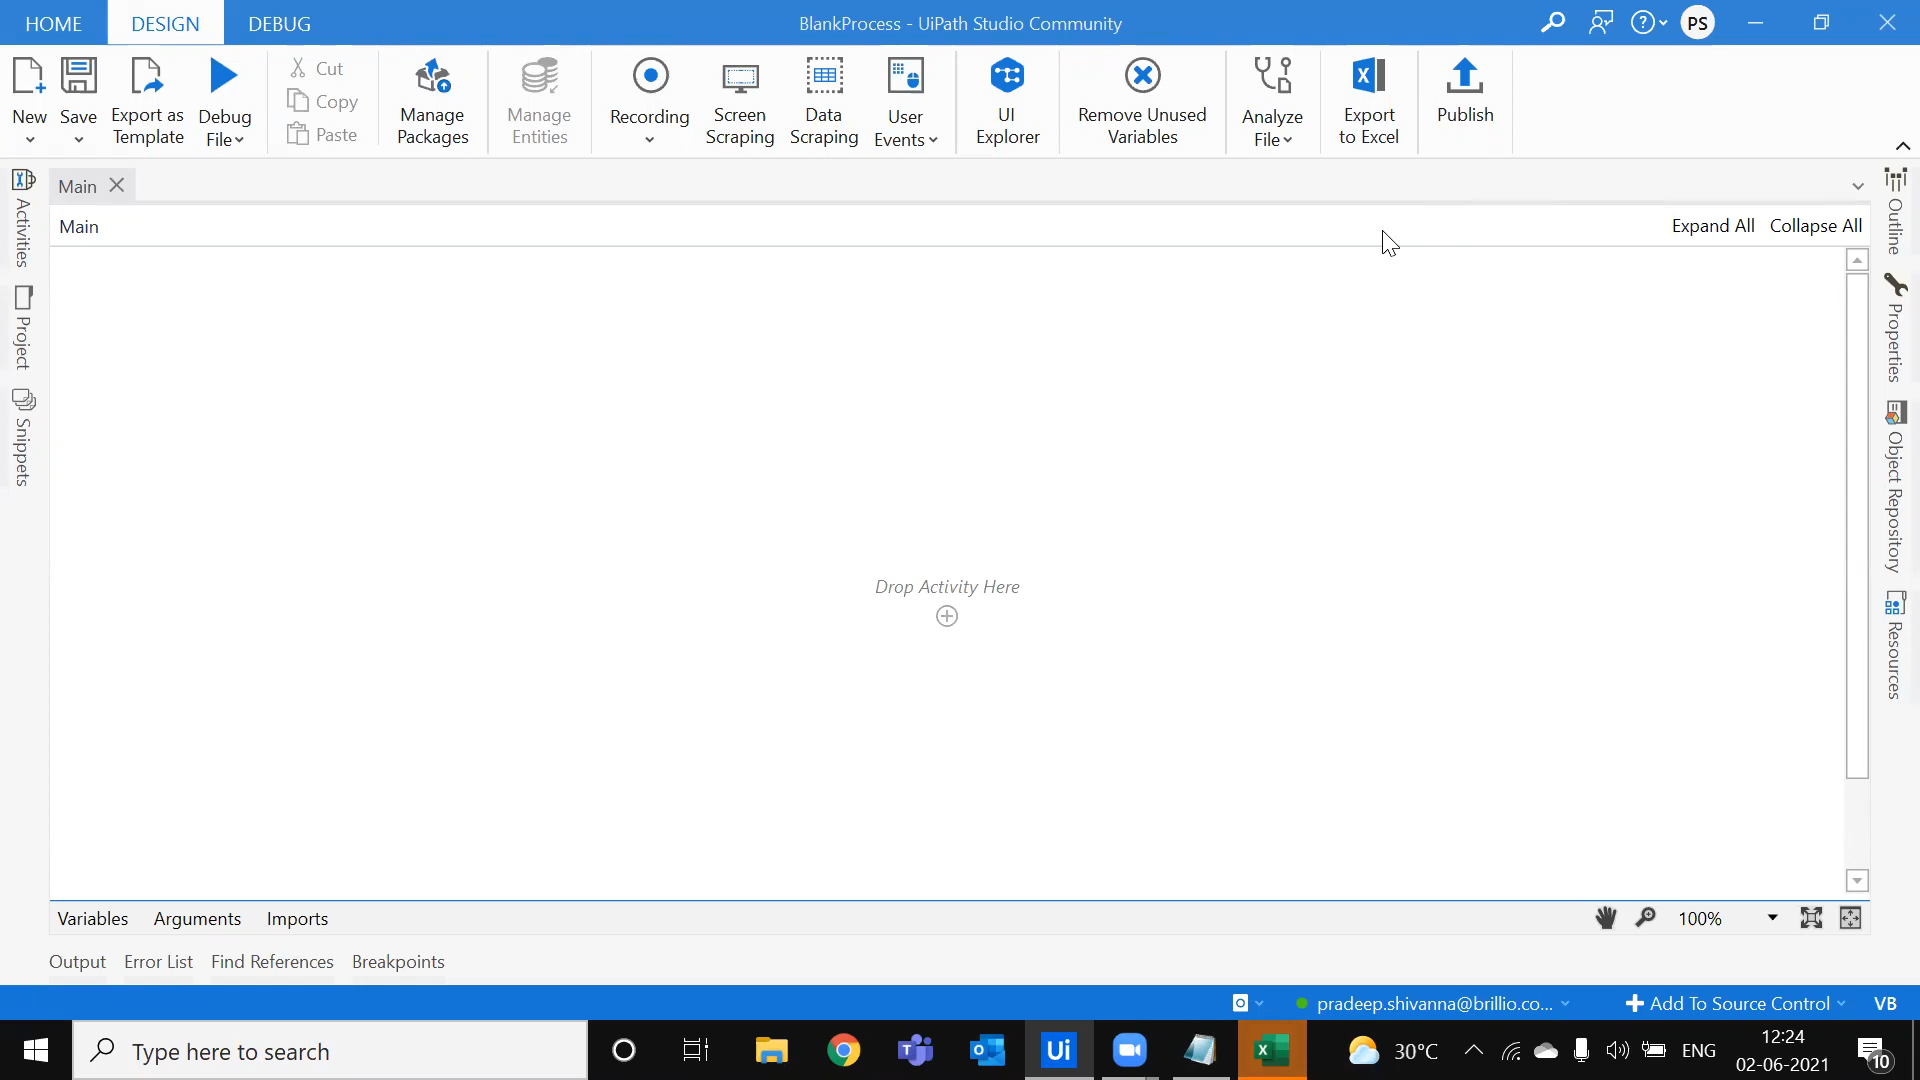 HOME DESIGN DEBUG BlankProcess - UiPath Studio Community PS
New Save Export as Template Debug File Cut Copy Paste Manage Packages Manage Entities Recording Screen Scraping Data Scraping User Events UI Explorer Remove Unused Variables Analyze File Export to Excel Publish
Main
Main Expand All Collapse All
Activities
Project
Snippets
Outline
Properties
Object Repository
Resources
Drop Activity Here
Variables Arguments Imports 100%
Output Error List Find References Breakpoints
pradeep.shivanna@brillio.co... Add To Source Control VB
Type here to search Ui 30°C ENG 12:24
02-06-2021 10